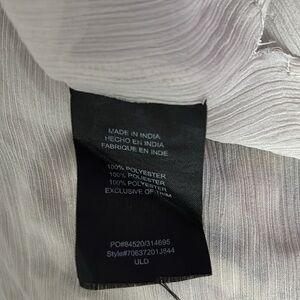 MADE IN INDIA
HECHO EN INDIA
FABRIQUE EN INDE
100% POLYESTER
100% POLIESTER
100% POLYESTER
EXCLUSIVE OF TRIM
PO#84520/314695
Style#70637201J844
ULD